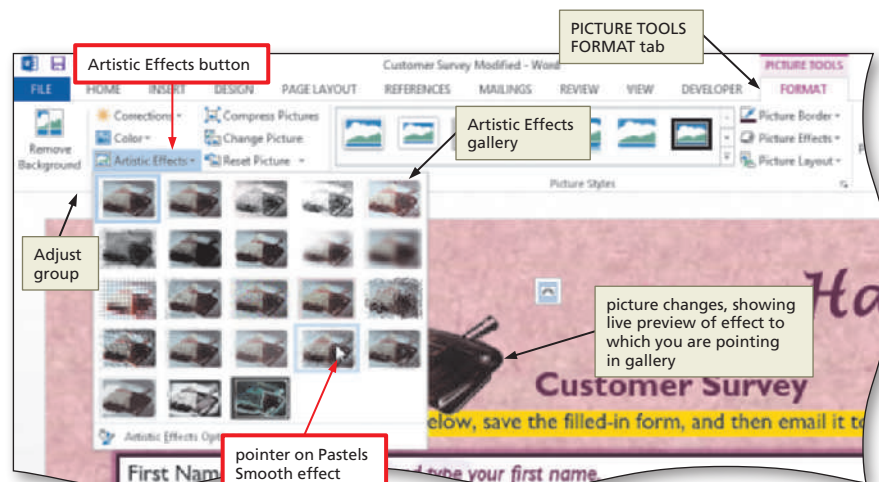 PICTURE TOOLS
FORMAT tab
Artistic Effects button
Customer Survey Modified - Word
PICTURE TOOLS
FILE HOME INSERT DESIGN PAGE LAYOUT REFERENCES MAILINGS REVIEW VIEW DEVELOPER FORMAT
Remove
Background
Corrections
Color
Artistic Effects
Compress Pictures
Change Picture
Reset Picture
Artistic Effects
gallery
Picture Border
Picture Effects
Picture Layout
Picture Styles
Adjust
group
picture changes, showing
live preview of effect to
which you are pointing
in gallery
Ha
Customer Survey
elow, save the filled-in form, and then email it to
Artistic Effects
pointer on Pastels
Smooth effect
First Nam
type your first name.